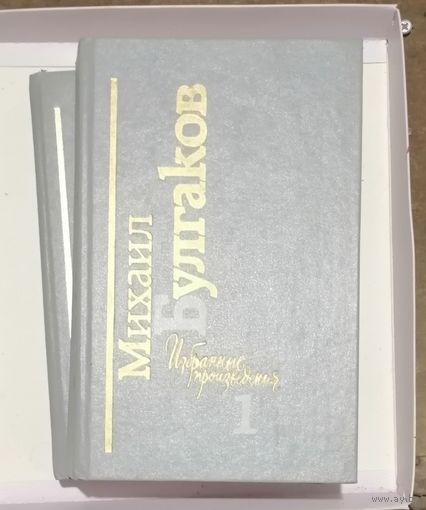 Михаил
Булгаков
Избранные
произведения
1